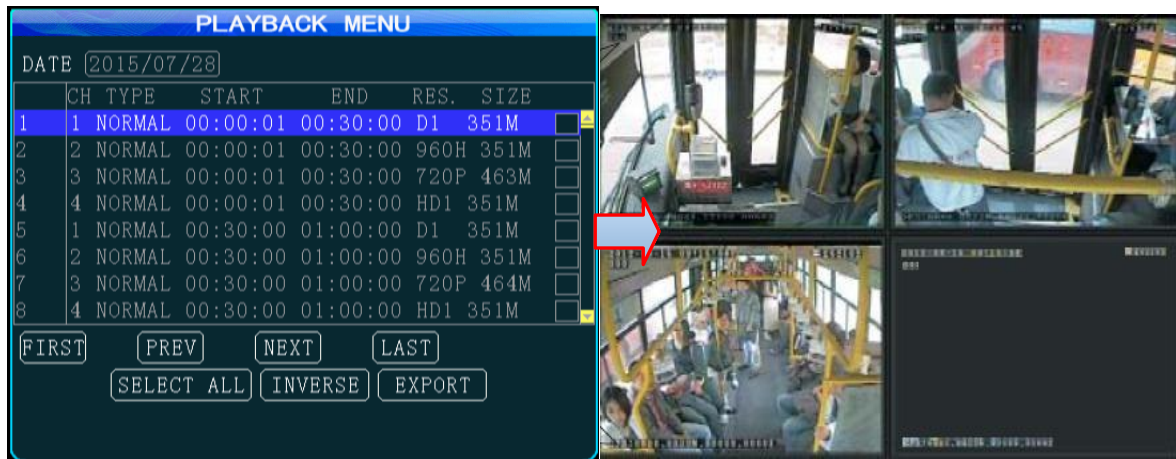 PLAYBACK MENU
DATE 2015/07/28
CH TYPE START END RES. SIZE
1 1 NORMAL 00:00:01 00:30:00 D1 351M
2 2 NORMAL 00:00:01 00:30:00 960H 351M
3 3 NORMAL 00:00:01 00:30:00 720P 463M
4 4 NORMAL 00:00:01 00:30:00 HD1 351M
5 1 NORMAL 00:30:00 01:00:00 D1 351M
6 2 NORMAL 00:30:00 01:00:00 960H 351M
7 3 NORMAL 00:30:00 01:00:00 720P 464M
8 4 NORMAL 00:30:00 01:00:00 HD1 351M
FIRST PREV NEXT LAST
SELECT ALL INVERSE EXPORT